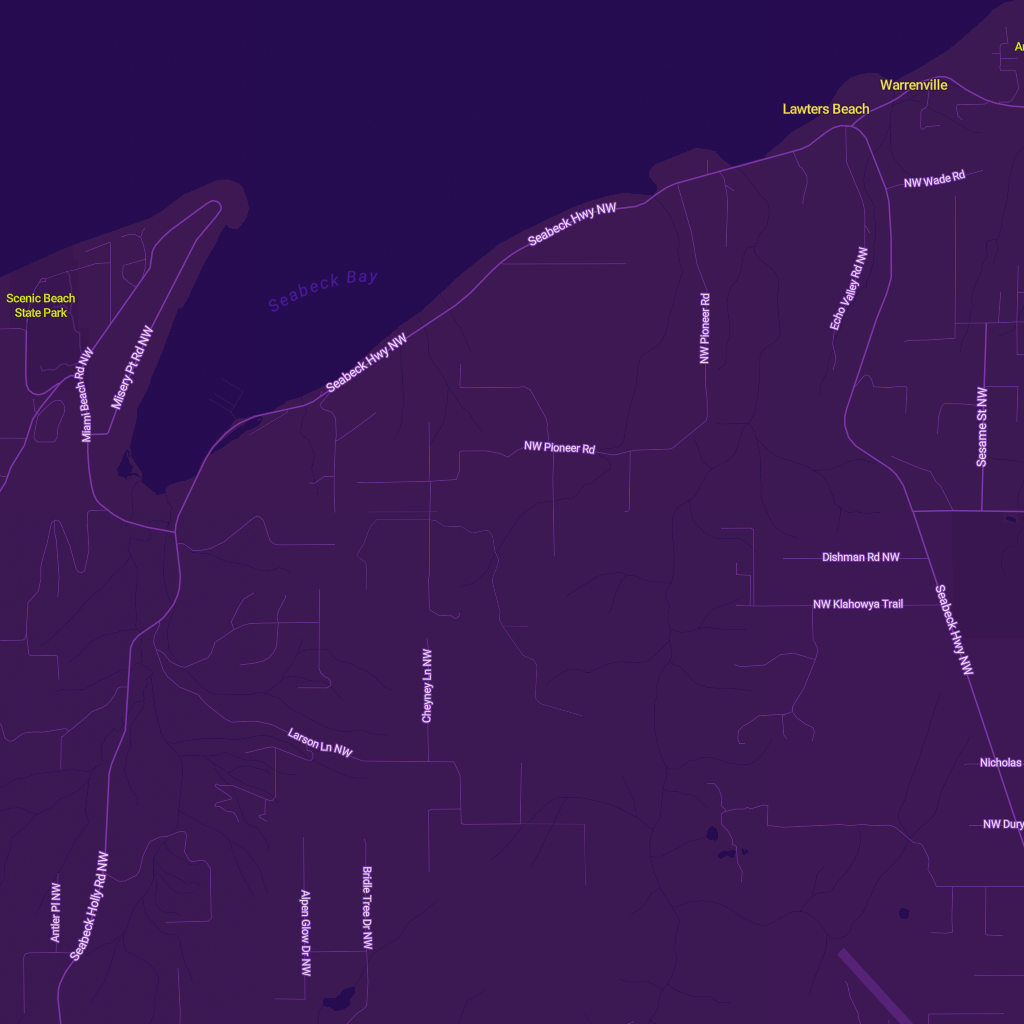 Warrenville
Lawters Beach
NW Wade Rd
Seabeck Hwy NW
Seabeck Bay
Echo Valley Rd NW
Scenic Beach
State Park
NW Pioneer Rd
Misery Pt Rd NW
Seabeck Hwy NW
Miami Beach Rd NW
Sesame St NW
NW Pioneer Rd
Dishman Rd NW
NW Klahowya Trail
Seabeck Hwy NW
Cheyney Ln NW
Larson Ln NW
Nicholas
NW Dury
Seabeck Holly Rd NW
Antler Pl NW
Alpen Glow Dr NW
Bridle Tree Dr NW